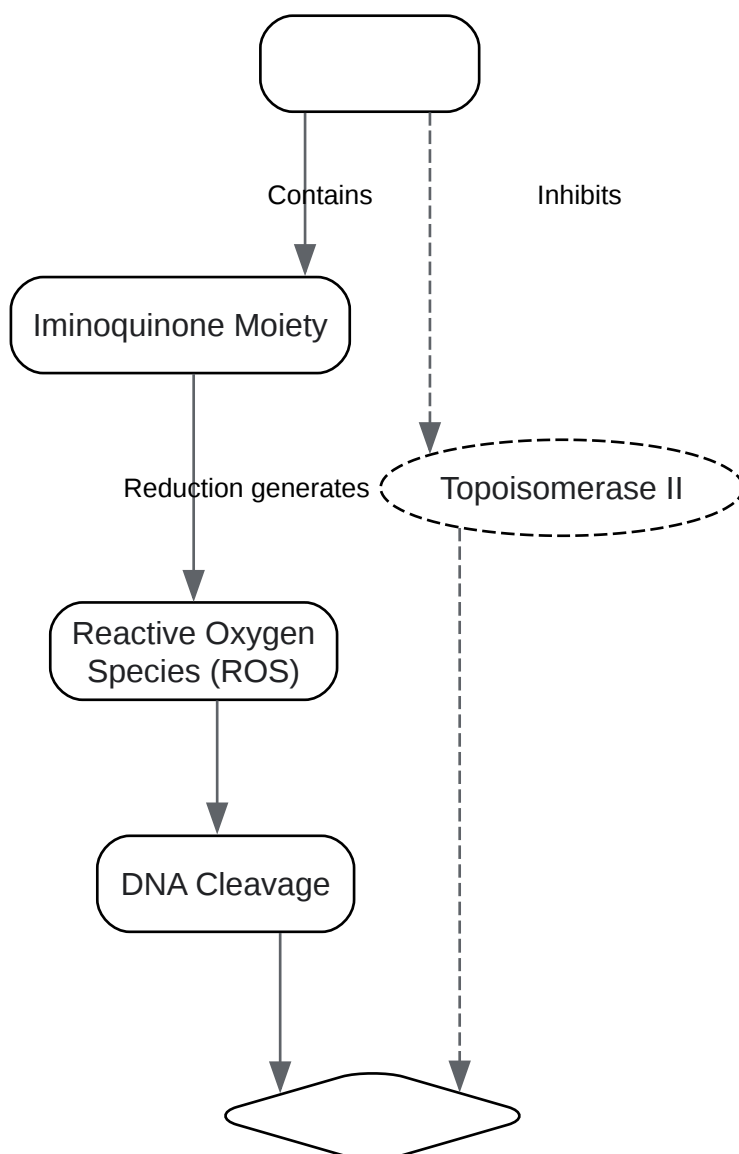 Contains
Inhibits
Iminoquinone Moiety
Reduction generates
Topoisomerase II
Reactive Oxygen
Species (ROS)
DNA Cleavage